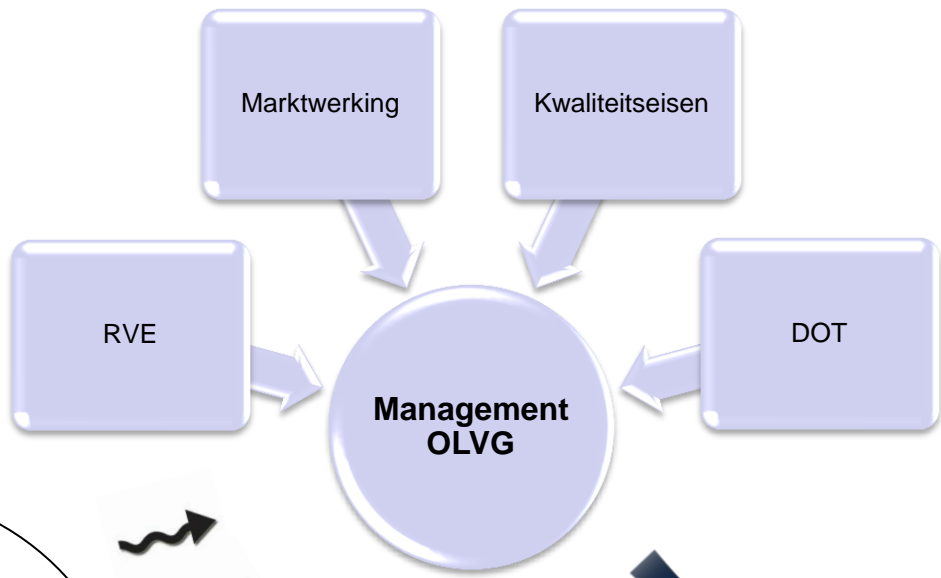 Marktwerking
Kwaliteitseisen
RVE
DOT
Management
OLVG